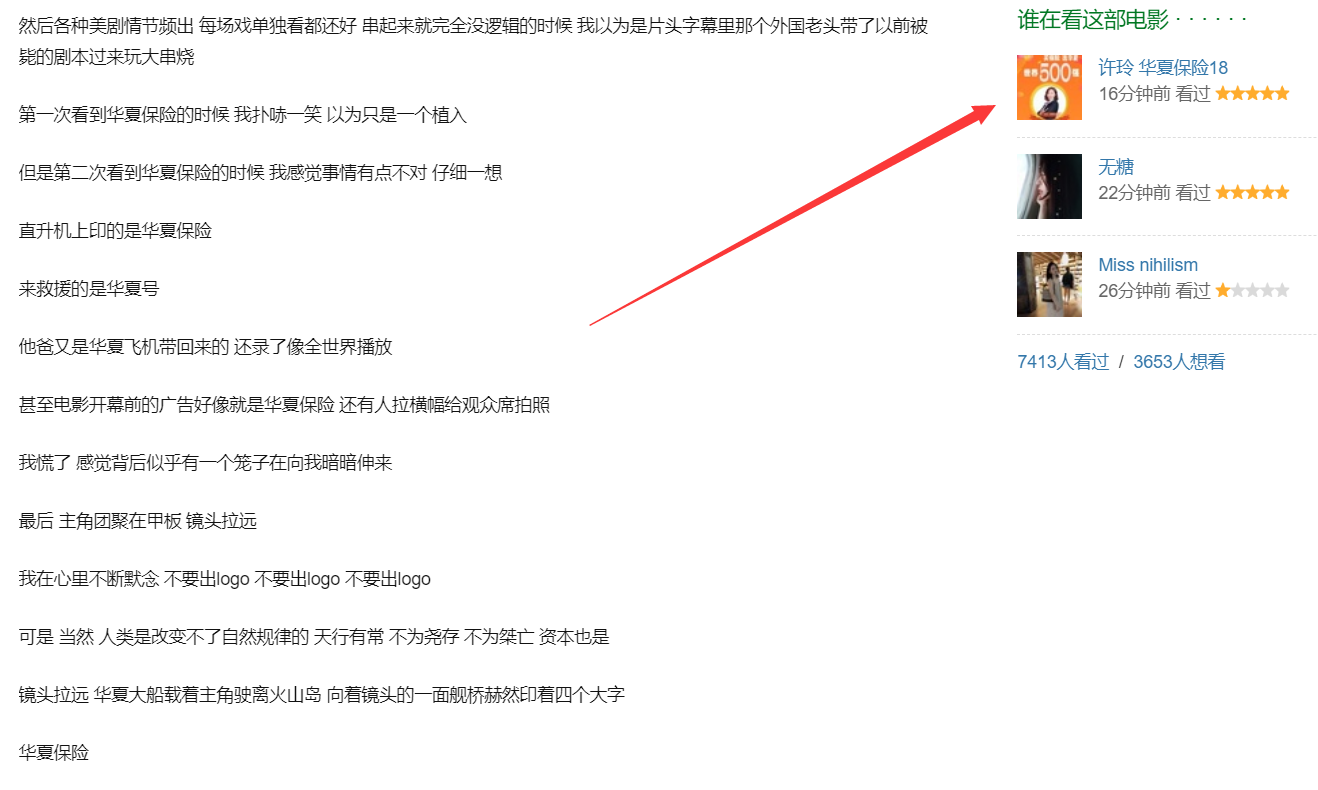 然后各种美剧情节频出 每场戏单独看都还好 串起来就完全没逻辑的时候 我以为是片头字幕里那个外国老头带了以前被
毙的剧本过来玩大串烧
第一次看到华夏保险的时候 我扑哧一笑 以为只是一个植入
但是第二次看到华夏保险的时候 我感觉事情有点不对 仔细一想
直升机上印的是华夏保险
来救援的是华夏号
他爸又是华夏飞机带回来的 还录了像全世界播放
甚至电影开幕前的广告好像就是华夏保险 还有人拉横幅给观众席拍照
我慌了 感觉背后似乎有一个笼子在向我暗暗伸来
最后 主角团聚在甲板 镜头拉远
我在心里不断默念 不要出logo 不要出logo 不要出logo
可是 当然 人类是改变不了自然规律的 天行有常 不为尧存 不为桀亡 资本也是
镜头拉远 华夏大船载着主角驶离火山岛 向着镜头的一面舰桥赫然印着四个大字
华夏保险
谁在看这部电影 · · · · · ·
500强
许玲 华夏保险18
16分钟前 看过 ★★★★★
无糖
22分钟前 看过 ★★★★★
Miss nihilism
26分钟前 看过 ★★★★★
7413人看过 / 3653人想看